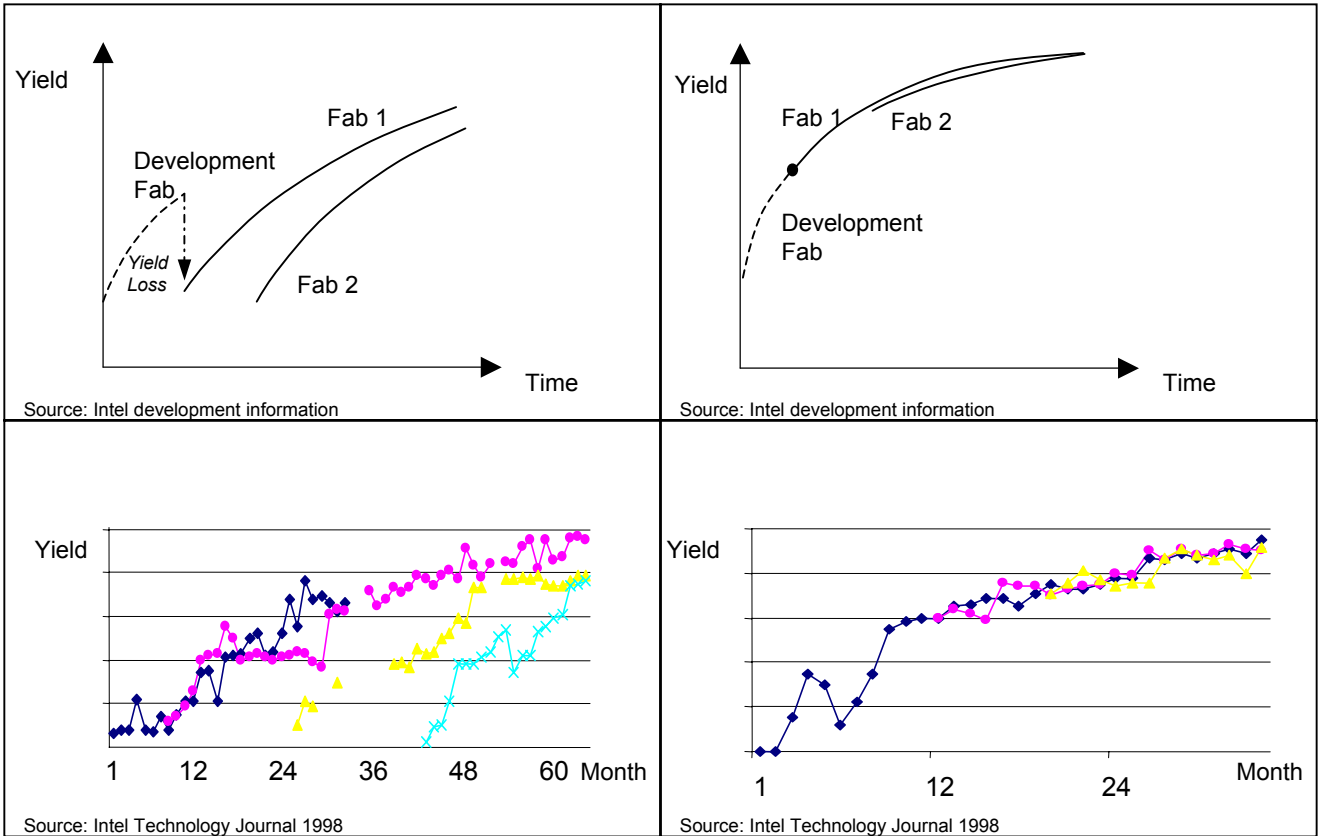 Yield
Fab 1
Development
Fab
Yield
Loss
Fab 2
Time
Source: Intel development information
Yield
Fab 1
Fab 2
Development
Fab
Time
Source: Intel development information
Yield
1 12 24 36 48 60 Month
Source: Intel Technology Journal 1998
Yield
1 12 24 Month
Source: Intel Technology Journal 1998